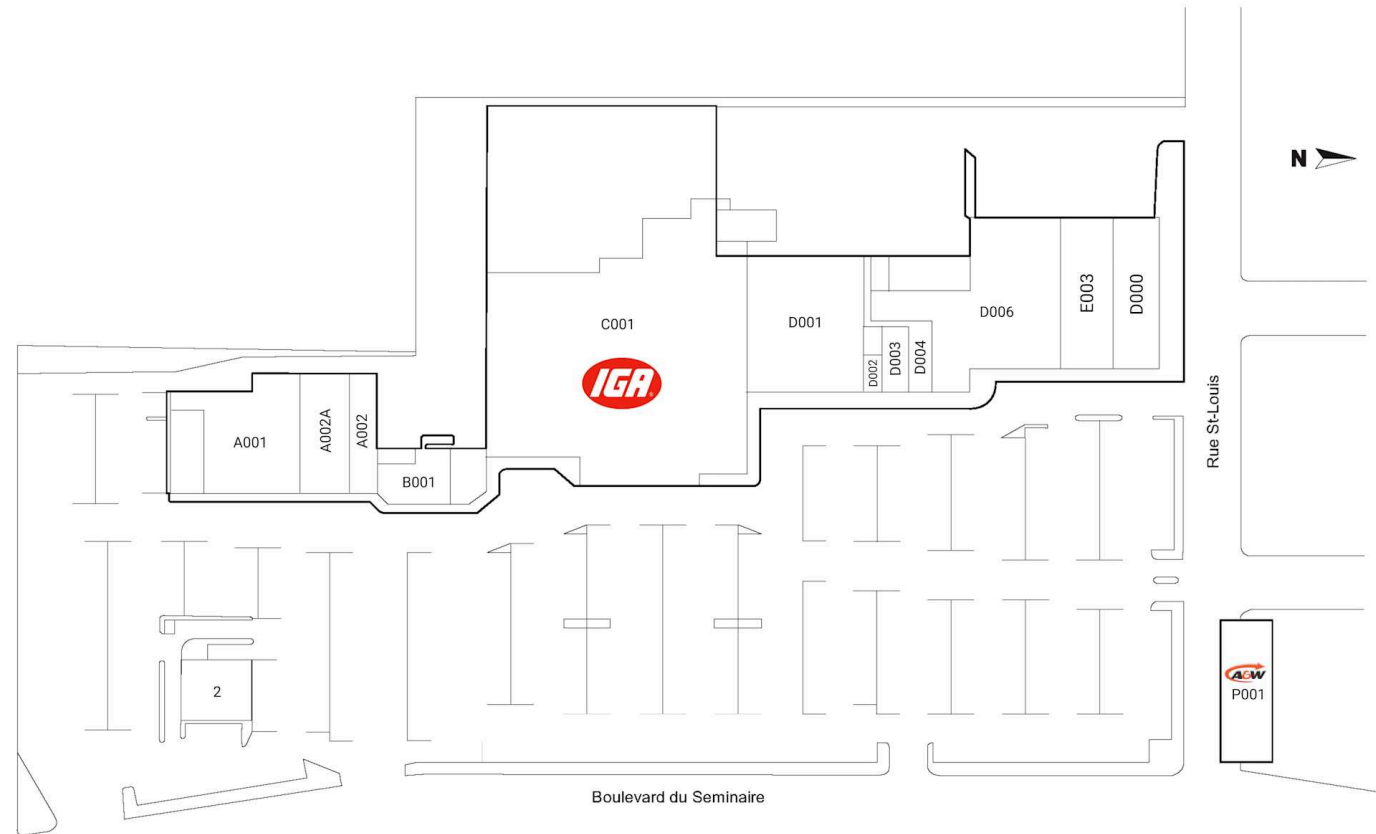 N
C001
IGA
D001
D002
D003
D004
D006
E003
D000
A001
A002A
A002
B001
Rue St-Louis
2
A&W
P001
Boulevard du Seminaire